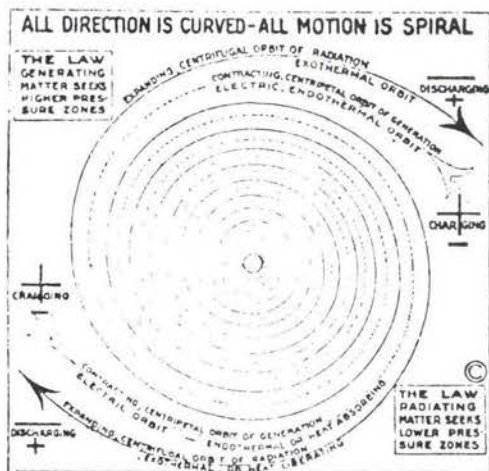 ALL DIRECTION IS CURVED-ALL MOTION IS SPIRAL
THE LAW
GENERATING
MATTER SEEKS
HIGHER PRES-
SURE ZONES
EXPANDING, CENTRIFUGAL ORBIT OF RADIATION
EXOTHERMAL ORBIT
CONTRACTING, CENTRIPETAL ORBIT OF GENERATION
ELECTRIC, ENDOTHERMAL ORBIT
DISCHARGING
+
+
CHARGING
-
+
CHARGING
-
CONTRACTING, CENTRIPETAL ORBIT OF GENERATION
ELECTRIC ORBIT - ENDOTHERMAL OR HEAT ABSORBING
EXPANDING, CENTRIFUGAL ORBIT OF RADIATION
-EXOTHERMAL OR HEAT LIBERATING
DISCHARGING
+
©
THE LAW
RADIATING
MATTER SEEKS
LOWER PRES-
SURE ZONES